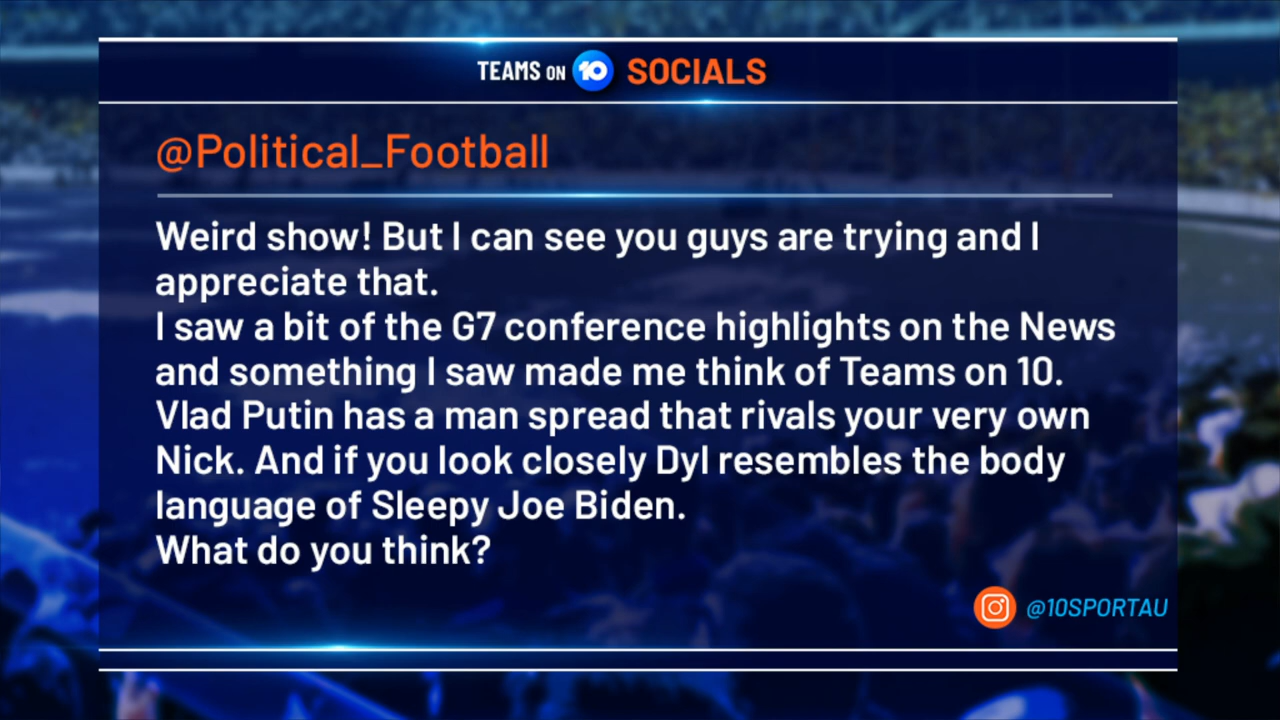 TEAMS ON 10 SOCIALS
@Political_Football
Weird show! But I can see you guys are trying and I
appreciate that.
I saw a bit of the G7 conference highlights on the News
and something I saw made me think of Teams on 10.
Vlad Putin has a man spread that rivals your very own
Nick. And if you look closely Dyl resembles the body
language of Sleepy Joe Biden.
What do you think?
@10SPORTAU